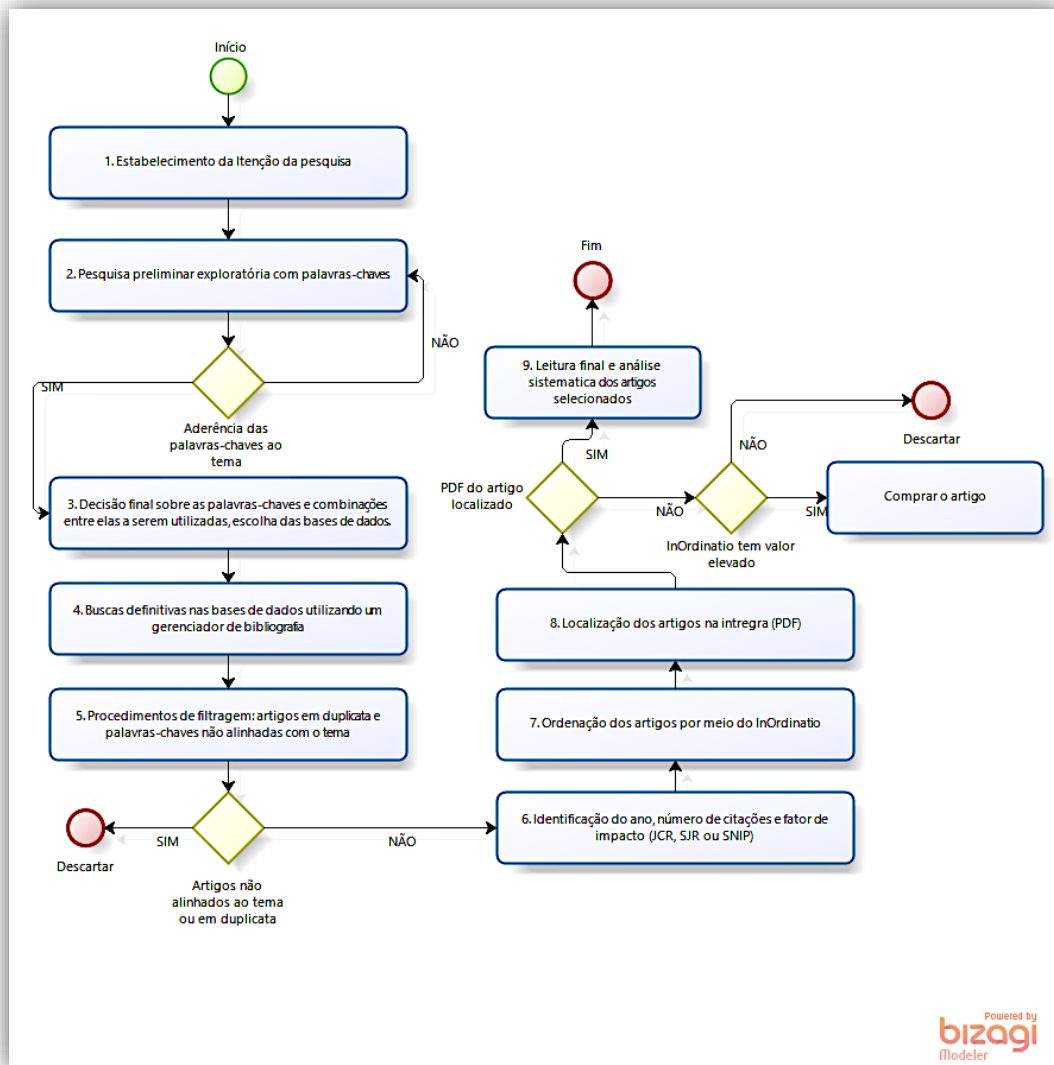 Início
1. Estabelecimento da Itenção da pesquisa
2. Pesquisa preliminar exploratória com palavras-chaves
NÃO
SIM
Aderência das
palavras-chaves ao
tema
3. Decisão final sobre as palavras-chaves e combinações
entre elas a serem utilizadas, escolha das bases de dados.
4. Buscas definitivas nas bases de dados utilizando um
gerenciador de bibliografia
5. Procedimentos de filtragem: artigos em duplicata e
palavras-chaves não alinhadas com o tema
SIM
NÃO
Descartar
Artigos não
alinhados ao tema
ou em duplicata
6. Identificação do ano, número de citações e fator de
impacto (JCR, SJR ou SNIP)
7. Ordenação dos artigos por meio do InOrdinatio
8. Localização dos artigos na intregra (PDF)
PDF do artigo
localizado
SIM
NÃO
InOrdinatio tem valor
elevado
NÃO
Descartar
SIM
Comprar o artigo
9. Leitura final e análise
sistematica dos artigos
selecionados
Fim
Powered by
bizagi
Modeler